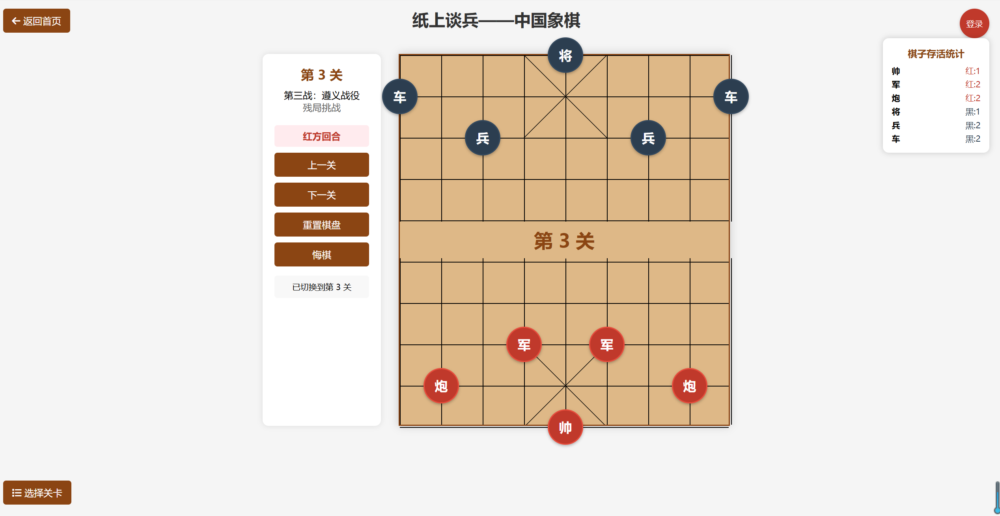 返回首页
纸上谈兵——中国象棋
登录
第 3 关
第三战：遵义战役
残局挑战
红方回合
上一关
下一关
重置棋盘
悔棋
已切换到第 3 关
将
车
车
兵
兵
第 3 关
军
军
炮
炮
帅
棋子存活统计
帅 红:1
军 红:2
炮 红:2
将 黑:1
兵 黑:2
车 黑:2
选择关卡